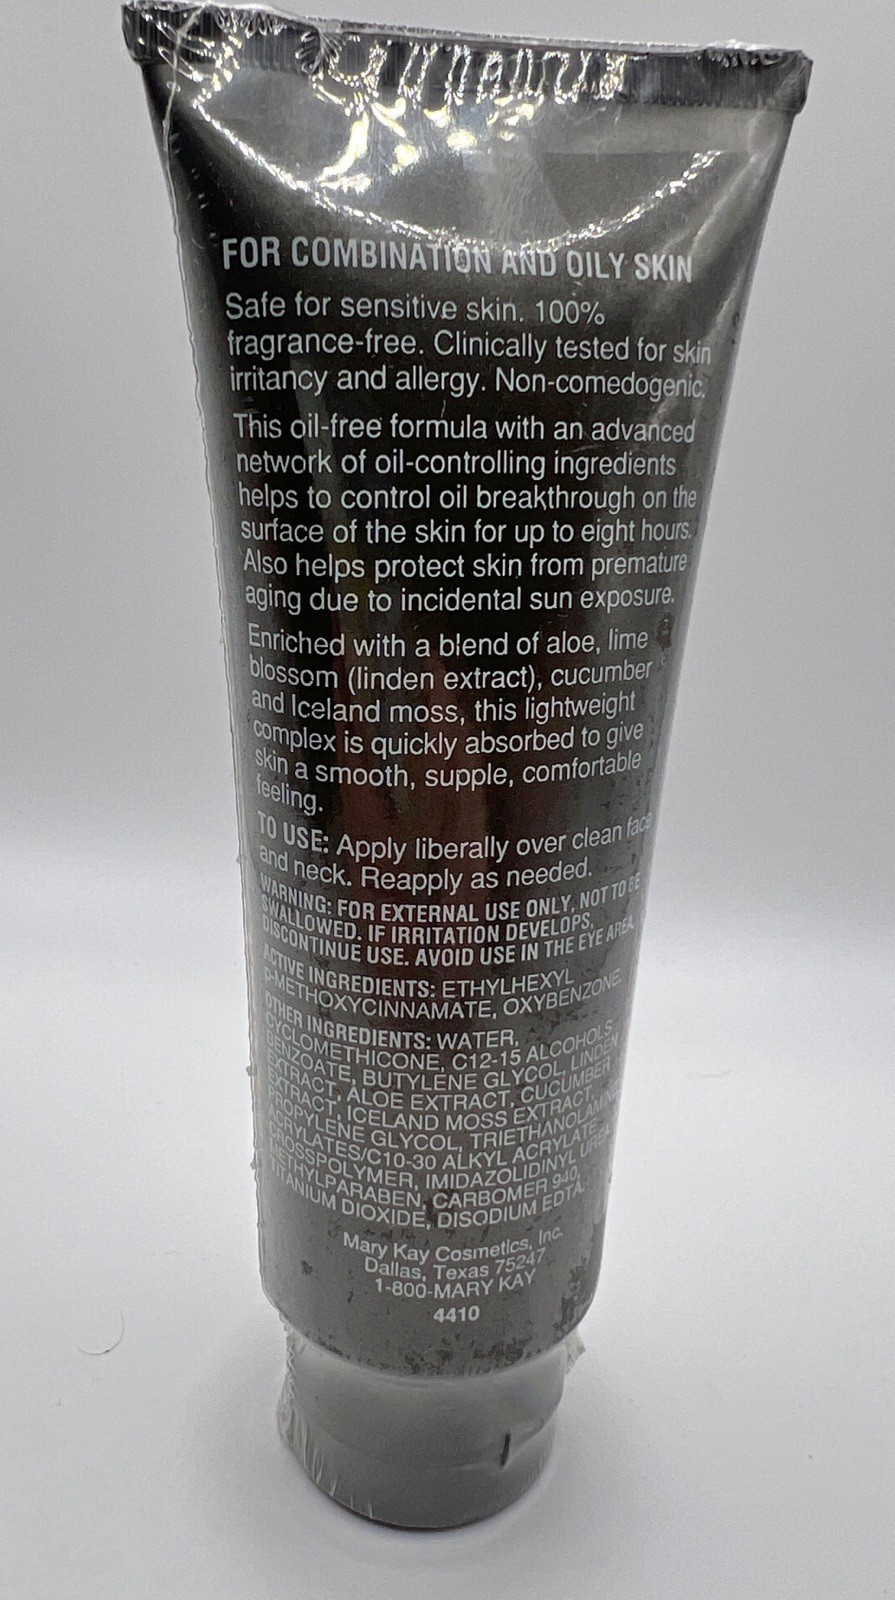 FOR COMBINATION AND OILY SKIN
Safe for sensitive skin. 100%
fragrance-free. Clinically tested for skin
irritancy and allergy. Non-comedogenic.
This oil-free formula with an advanced
network of oil-controlling ingredients
helps to control oil breakthrough on the
surface of the skin for up to eight hours.
Also helps protect skin from premature
aging due to incidental sun exposure.
Enriched with a blend of aloe, lime
blossom (linden extract), cucumber
and Iceland moss, this lightweight
complex is quickly absorbed to give
skin a smooth, supple, comfortable
feeling.
TO USE: Apply liberally over clean face
and neck. Reapply as needed.
WARNING: FOR EXTERNAL USE ONLY, NOT TO BE
SWALLOWED. IF IRRITATION DEVELOPS,
DISCONTINUE USE. AVOID USE IN THE EYE AREA.
ACTIVE INGREDIENTS: ETHYLHEXYL
p-METHOXYCINNAMATE, OXYBENZONE.
OTHER INGREDIENTS: WATER,
CYCLOMETHICONE, C12-15 ALCOHOLS
BENZOATE, BUTYLENE GLYCOL, LINDEN
EXTRACT, ALOE EXTRACT, CUCUMBER
EXTRACT, ICELAND MOSS EXTRACT,
PROPYLENE GLYCOL, TRIETHANOLAMINE,
ACRYLATES/C10-30 ALKYL ACRYLATE
CROSSPOLYMER, IMIDAZOLIDINYL UREA,
METHYLPARABEN, CARBOMER 940,
TITANIUM DIOXIDE, DISODIUM EDTA.
Mary Kay Cosmetics, Inc.
Dallas, Texas 75247
1-800-MARY KAY
4410